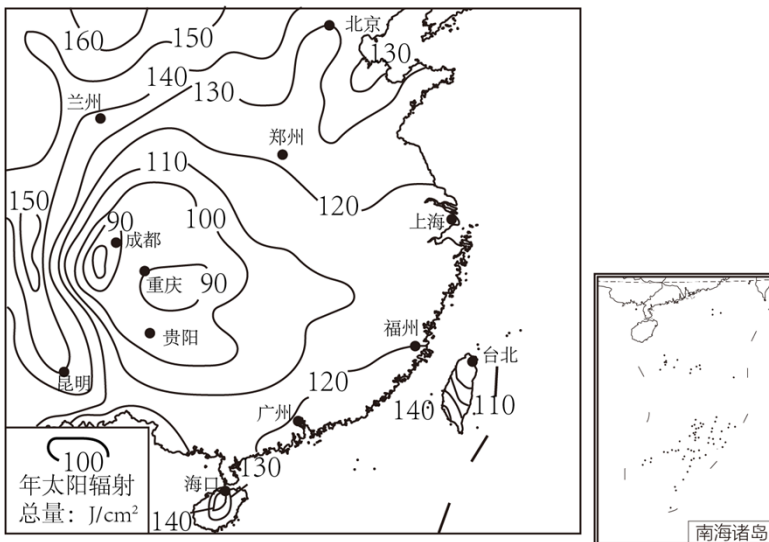 160
150
北京
130
140
130
兰州
郑州
110
150
100
120
90
上海
成都
重庆
90
贵阳
福州
台北
昆明
120
广州
140
110
100
130
年太阳辐射
海口
总量：J/cm²
140
南海诸岛